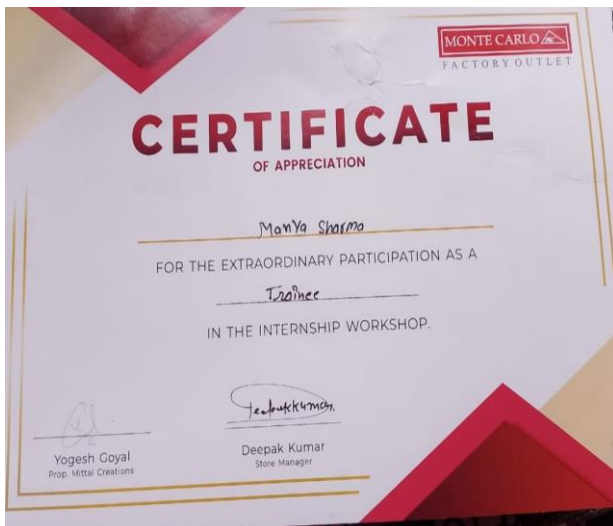 MONTE CARLO
FACTORY OUTLET
CERTIFICATE
OF APPRECIATION
Manya Sharma
FOR THE EXTRAORDINARY PARTICIPATION AS A
Trainee
IN THE INTERNSHIP WORKSHOP.
Deepakkumar.
Yogesh Goyal
Prop. Mittal Creations
Deepak Kumar
Store Manager